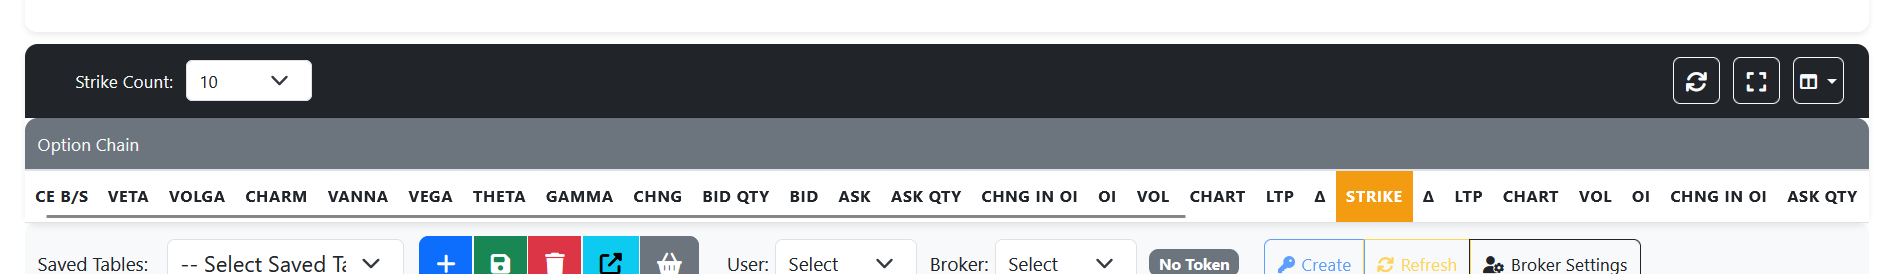 Strike Count: 10
Option Chain
CE B/S VETA VOLGA CHARM VANNA VEGA THETA GAMMA CHNG BID QTY BID ASK ASK QTY CHNG IN OI OI VOL CHART LTP Δ STRIKE Δ LTP CHART VOL OI CHNG IN OI ASK QTY
Saved Tables: -- Select Saved Ta User: Select Broker: Select No Token Create Refresh Broker Settings